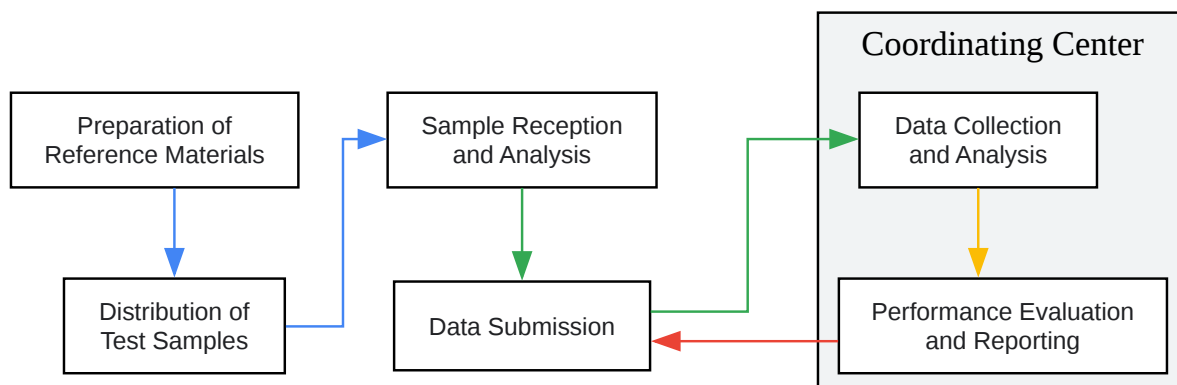 Coordinating Center
Preparation of
Reference Materials
Sample Reception
and Analysis
Data Collection
and Analysis
Distribution of
Test Samples
Data Submission
Performance Evaluation
and Reporting